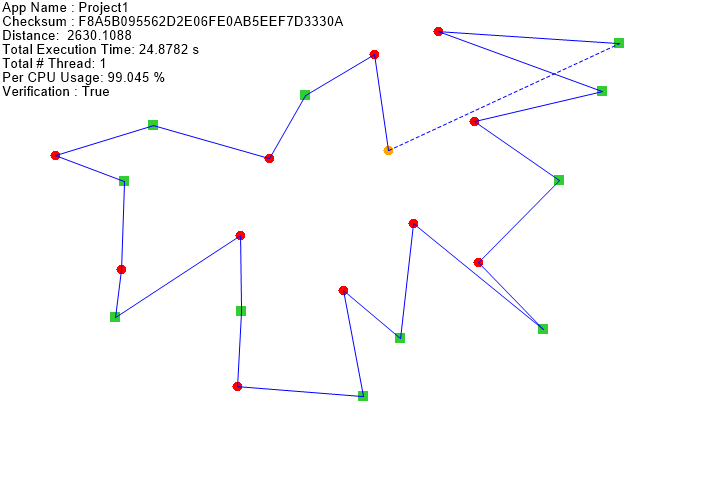 App Name : Project1
Checksum : F8A5B095562D2E06FE0AB5EEF7D3330A
Distance:  2630.1088
Total Execution Time: 24.8782 s
Total # Thread: 1
Per CPU Usage: 99.045 %
Verification : True